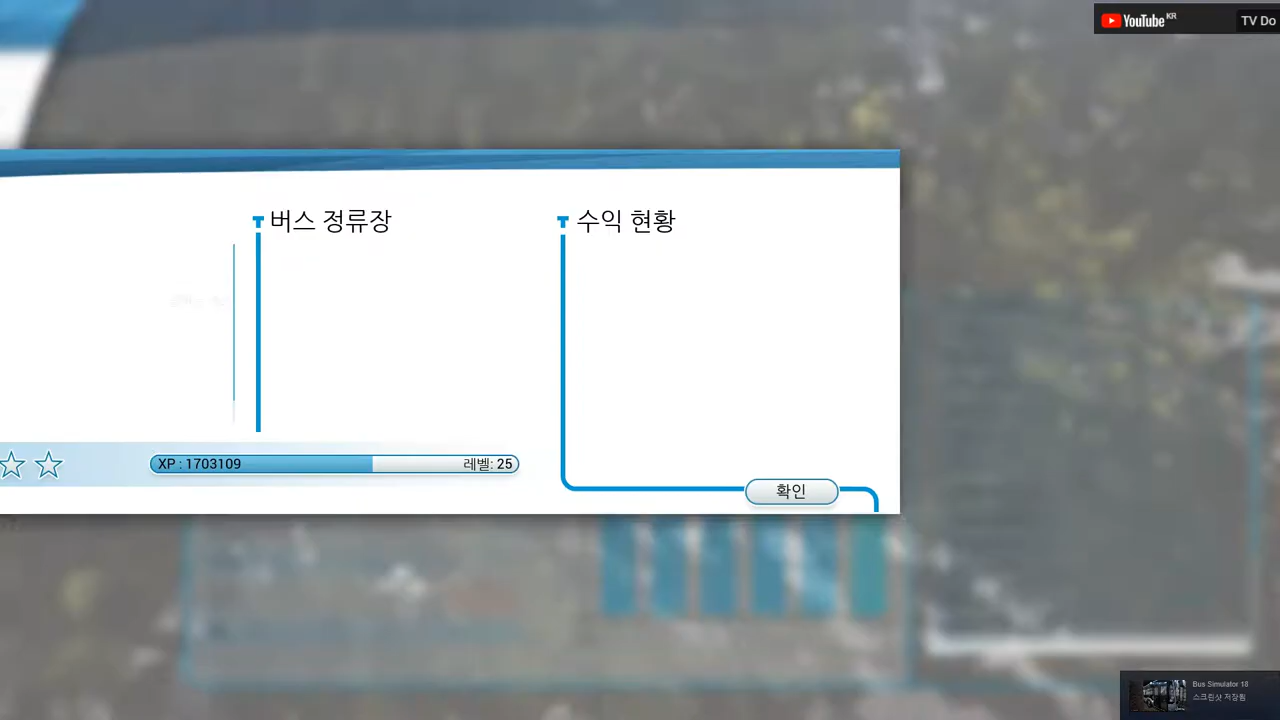 YouTube KR
TV Do
버스 정류장
수익 현황
XP : 1703109
레벨: 25
확인
Bus Simulator 18
스크린샷 저장됨